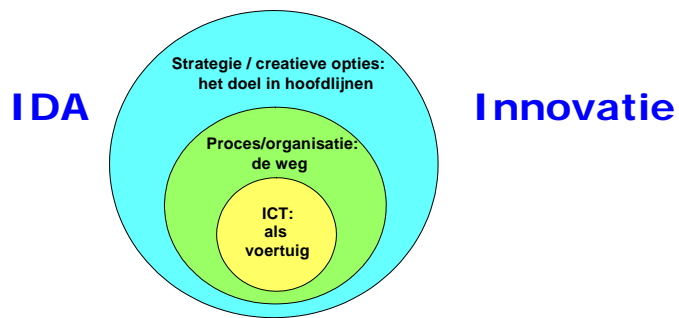 Strategie / creatieve opties:
het doel in hoofdlijnen
IDA
Innovatie
Proces/organisatie:
de weg
ICT:
als
voertuig